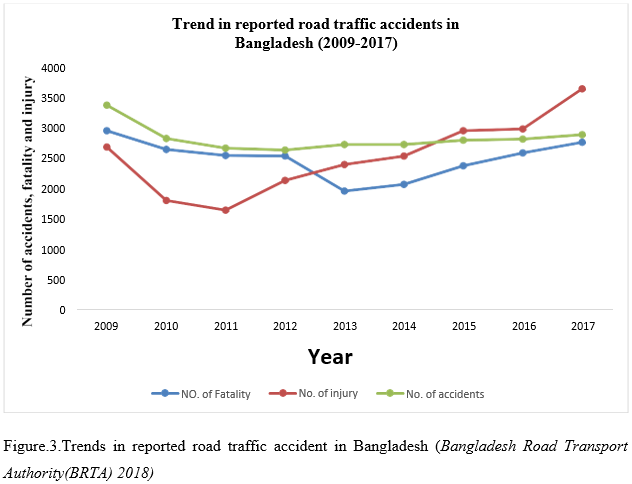 Trend in reported road traffic accidents in
Bangladesh (2009-2017)
Number of accidents, fatality and injury
4000
3500
3000
2500
2000
1500
1000
500
0
2009 2010 2011 2012 2013 2014 2015 2016 2017
Year
NO. of Fatality No. of injury No. of accidents
Figure.3.Trends in reported road traffic accident in Bangladesh (Bangladesh Road Transport
Authority(BRTA) 2018)